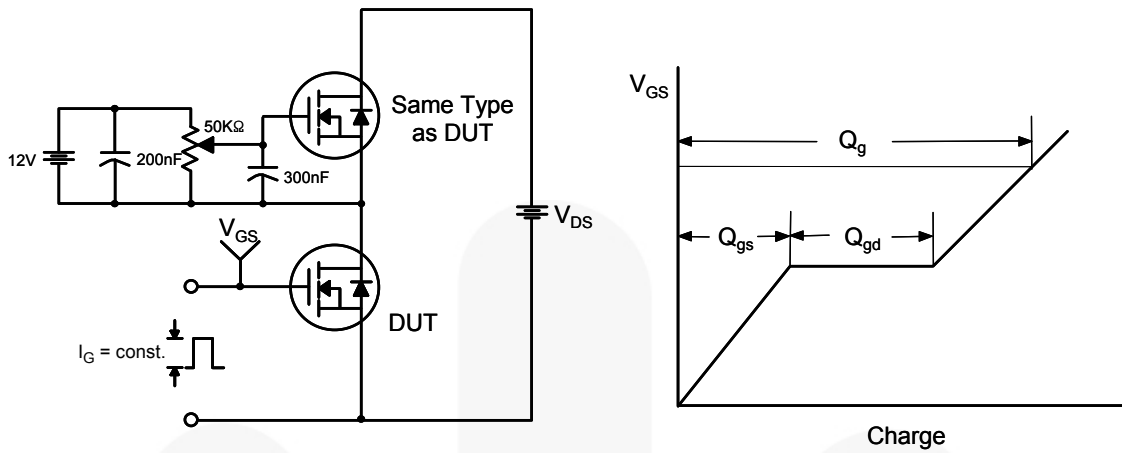 12V
200nF
50KΩ
300nF
Same Type
as DUT
V_DS
V_GS
DUT
I_G = const.
V_GS
Q_g
Q_gs
Q_gd
Charge